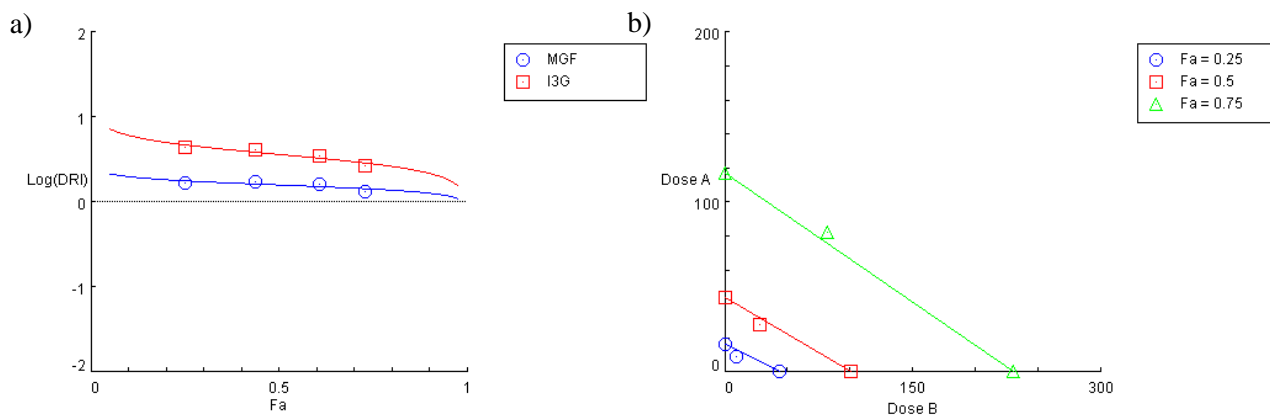 a)
2
1
Log(DRI)
0
-1
-2
0
0.5
1
Fa
MGF
I3G
b)
200
Dose A
100
0
0
150
300
Dose B
Fa = 0.25
Fa = 0.5
Fa = 0.75